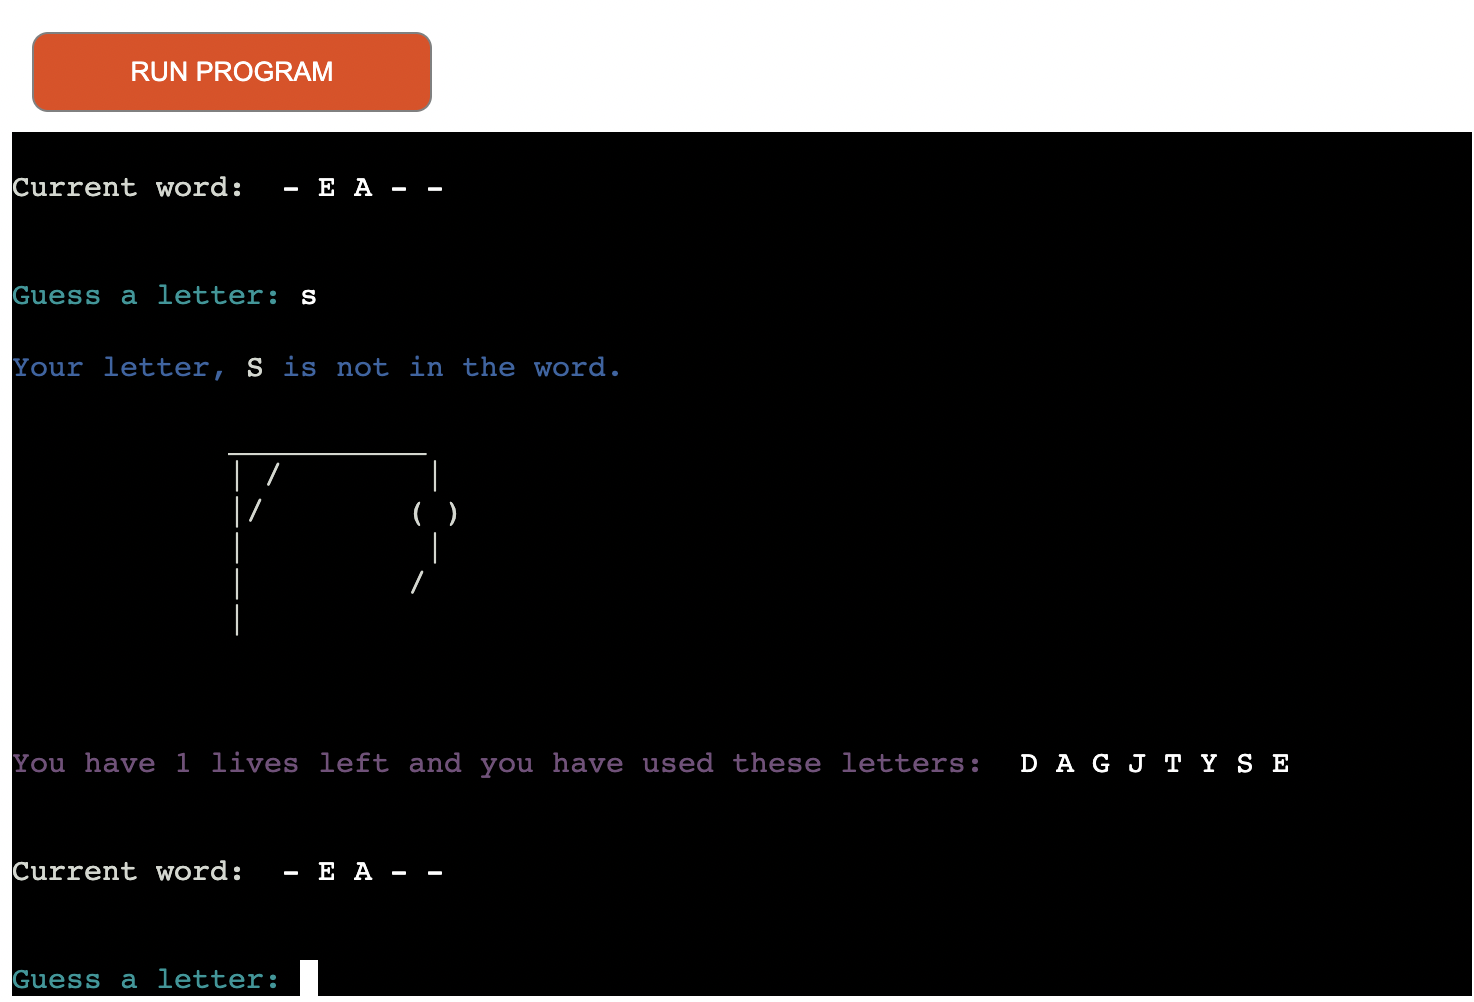 RUN PROGRAM
Current word:  - E A - -
Guess a letter: s
Your letter, S is not in the word.
___________
| /        |
|/        ( )
|          |
|         /
|
You have 1 lives left and you have used these letters:  D A G J T Y S E
Current word:  - E A - -
Guess a letter: